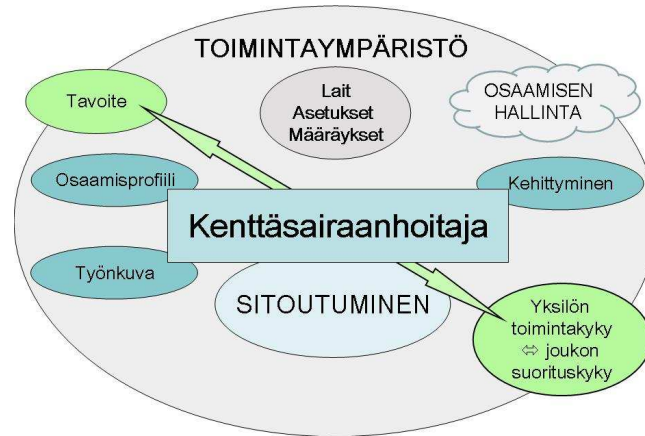 TOIMINTAYMPÄRISTÖ
Tavoite
Lait
Asetukset
Määräykset
OSAAMISEN
HALLINTA
Osaamisprofiili
Kehittyminen
Kenttäsairaanhoitaja
Työnkuva
SITOUTUMINEN
Yksilön
toimintakyky
⇔ joukon
suorituskyky